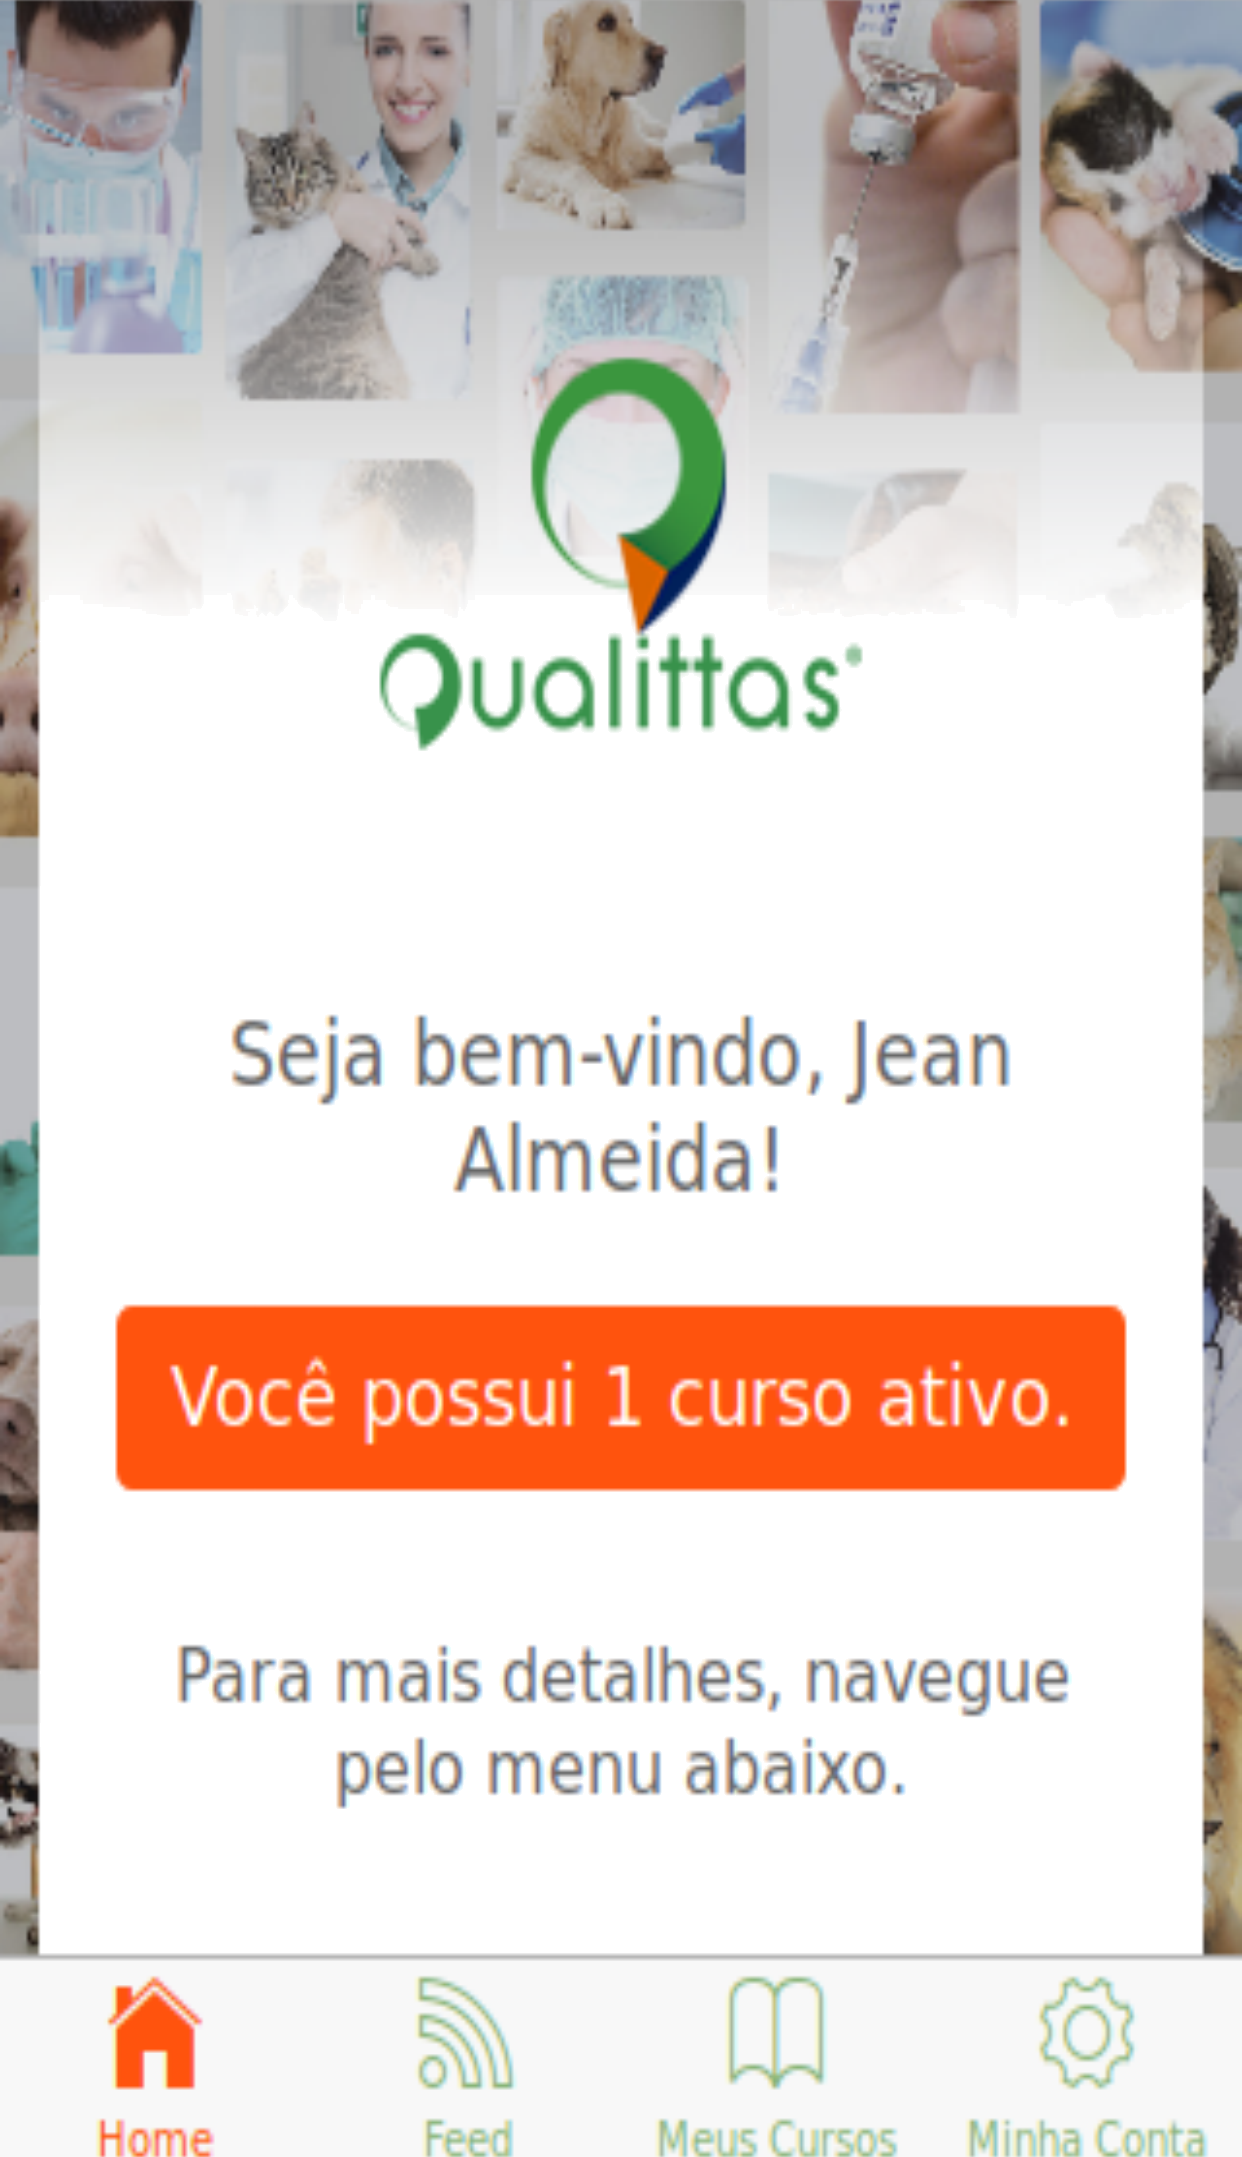 Qualittas
Seja bem-vindo, Jean
Almeida!
Você possui 1 curso ativo.
Para mais detalhes, navegue
pelo menu abaixo.
Home Feed Meus Cursos Minha Conta